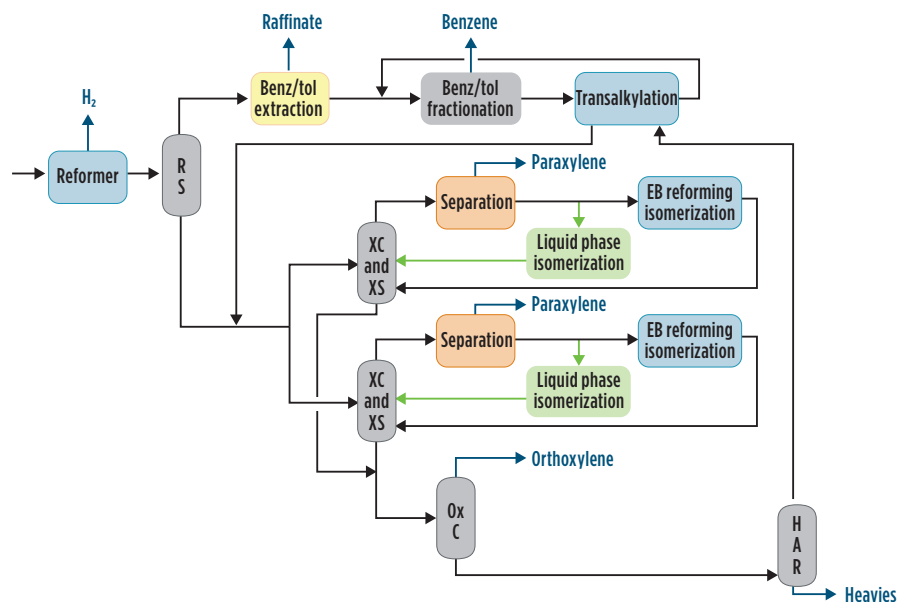 Raffinate
Benzene
H₂
Benz/tol
extraction
Benz/tol
fractionation
Transalkylation
Reformer
R
S
Paraxylene
Separation
EB reforming
isomerization
XC
and
XS
Liquid phase
isomerization
Paraxylene
Separation
EB reforming
isomerization
XC
and
XS
Liquid phase
isomerization
Orthoxylene
Ox
C
H
A
R
Heavies